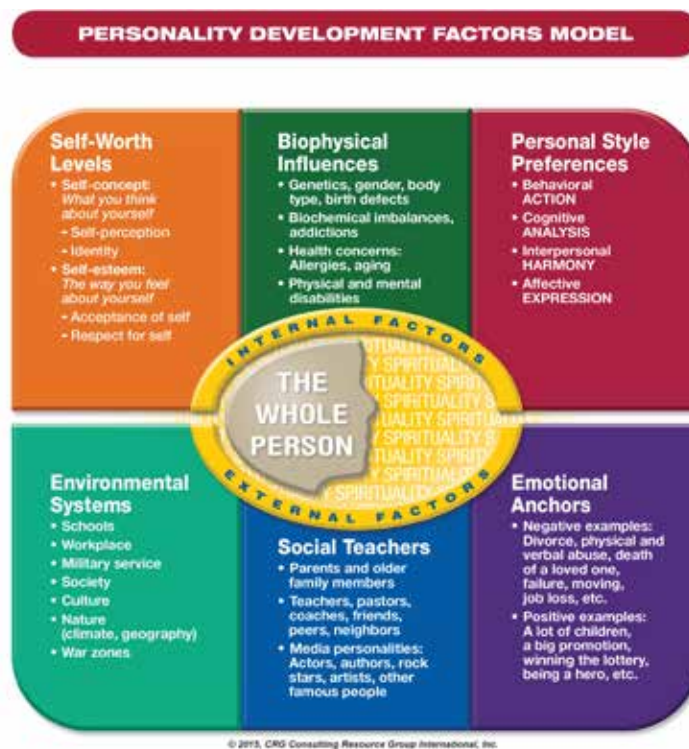 PERSONALITY DEVELOPMENT FACTORS MODEL
Self-Worth
Levels
• Self-concept:
What you think
about yourself
- Self-perception
- Identity
• Self-esteem:
The way you feel
about yourself
- Acceptance of self
- Respect for self
Biophysical
Influences
• Genetics, gender, body
type, birth defects
• Biochemical imbalances,
addictions
• Health concerns:
Allergies, aging
• Physical and mental
disabilities
Personal Style
Preferences
• Behavioral
ACTION
• Cognitive
ANALYSIS
• Interpersonal
HARMONY
• Affective
EXPRESSION
INTERNAL FACTORS
THE
WHOLE
PERSON
SPIRITUALITY
EXTERNAL FACTORS
Environmental
Systems
• Schools
• Workplace
• Military service
• Society
• Culture
• Nature
(climate, geography)
• War zones
Social Teachers
• Parents and older
family members
• Teachers, pastors,
coaches, friends,
peers, neighbors
• Media personalities:
Actors, authors, rock
stars, artists, other
famous people
Emotional
Anchors
• Negative examples:
Divorce, physical and
verbal abuse, death
of a loved one,
failure, moving,
job loss, etc.
• Positive examples:
A lot of children,
a big promotion,
winning the lottery,
being a hero, etc.
© 2015, CRG Consulting Resource Group International, Inc.